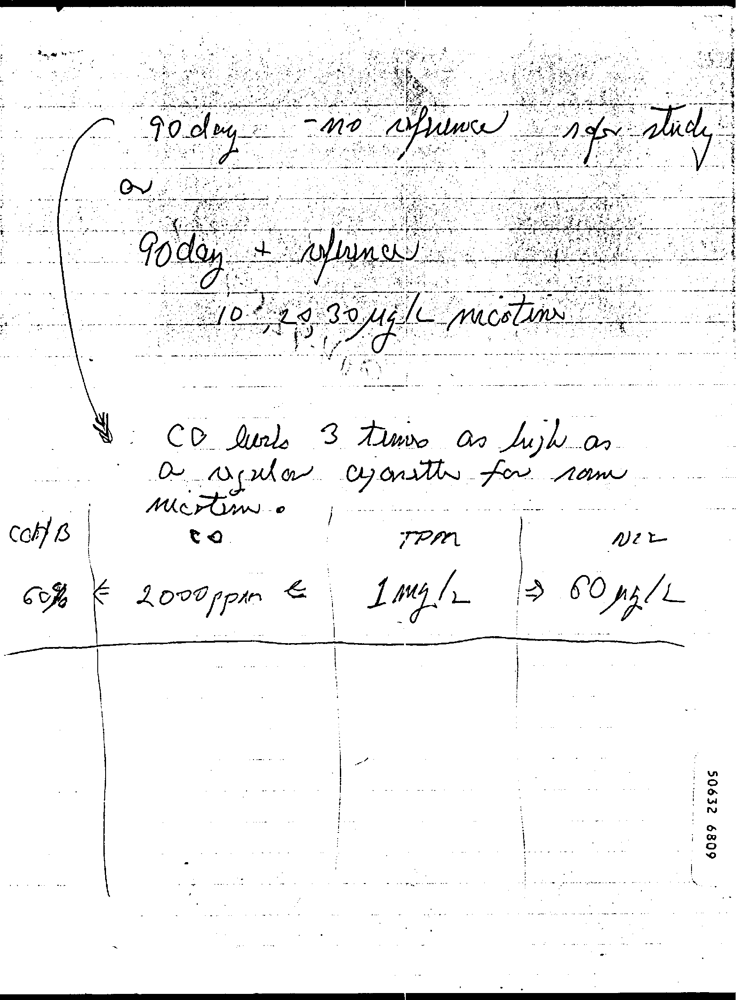 90 day - no reference for study
or
90 day + reference
10, 20, 30 µg/L nicotine
CO levels 3 times as high as
a regular cigarette for same
nicotine.
COH/B CO TPM NIC
60% ⇐ 2000 ppm ⇐ 1 mg/L ⇒ 60 µg/L
50632 6809